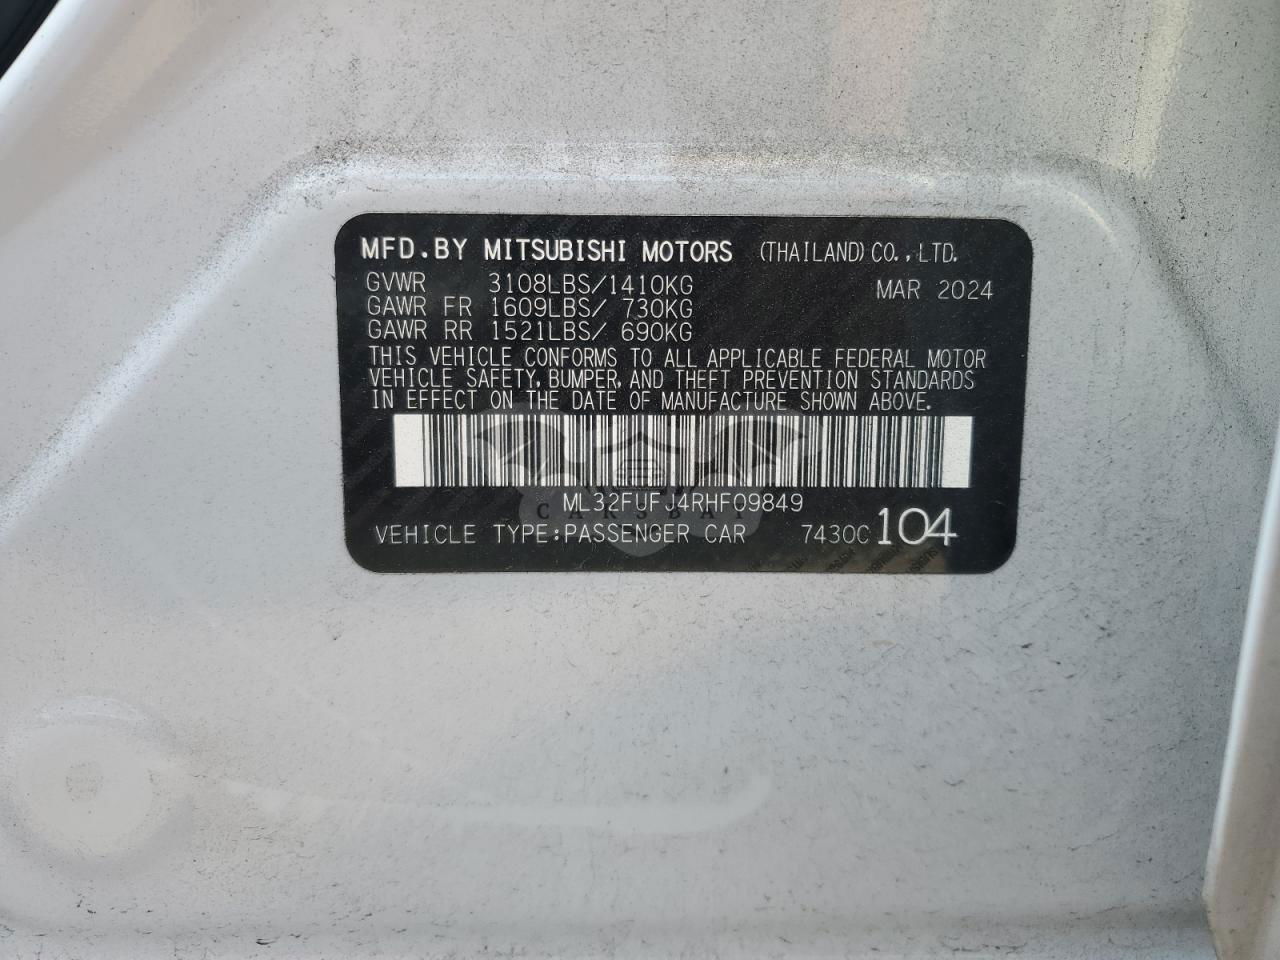 MFD.BY MITSUBISHI MOTORS (THAILAND) CO.,LTD.
GVWR 3108LBS/1410KG MAR 2024
GAWR FR 1609LBS/ 730KG
GAWR RR 1521LBS/ 690KG
THIS VEHICLE CONFORMS TO ALL APPLICABLE FEDERAL MOTOR
VEHICLE SAFETY, BUMPER, AND THEFT PREVENTION STANDARDS
IN EFFECT ON THE DATE OF MANUFACTURE SHOWN ABOVE.
ML32FUFJ4RHF09849
CARSBAT
VEHICLE TYPE:PASSENGER CAR 7430C 104